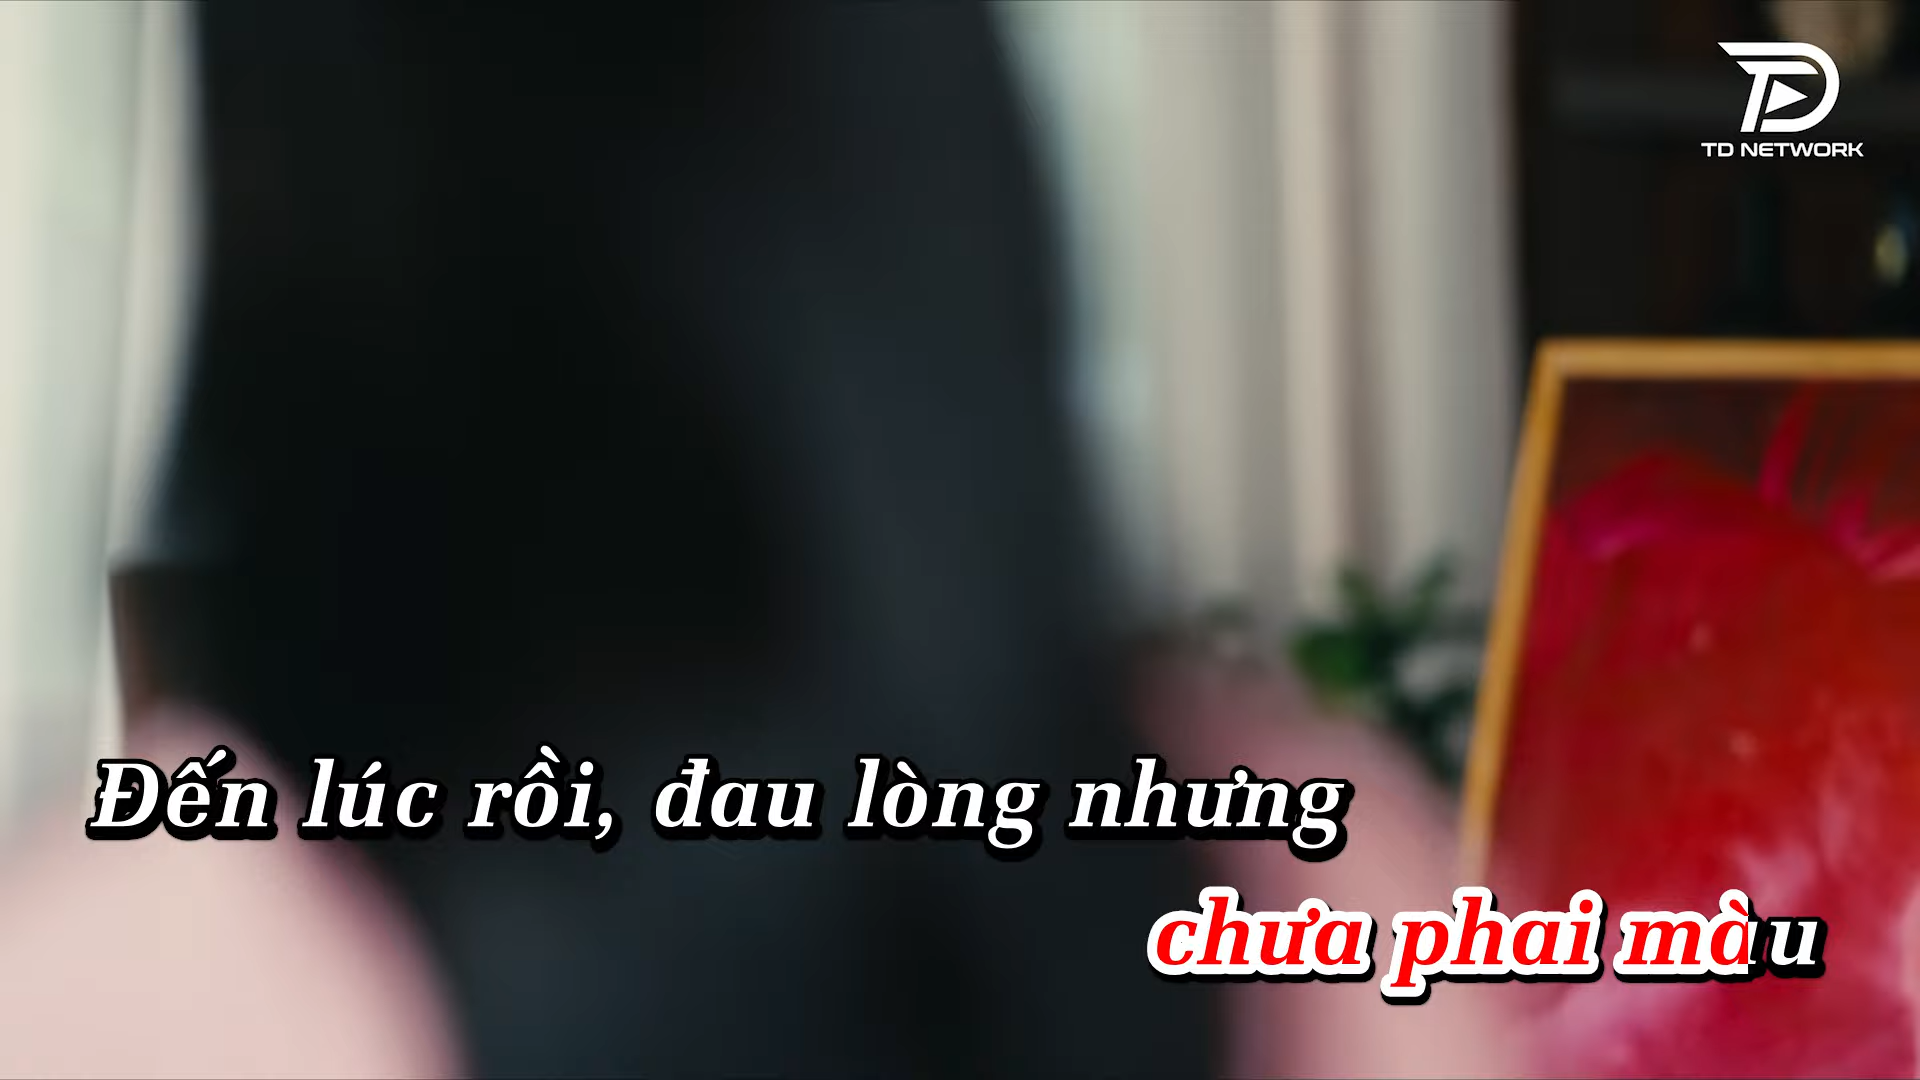 TD NETWORK
Đến lúc rồi, đau lòng nhưng
chưa phai màu